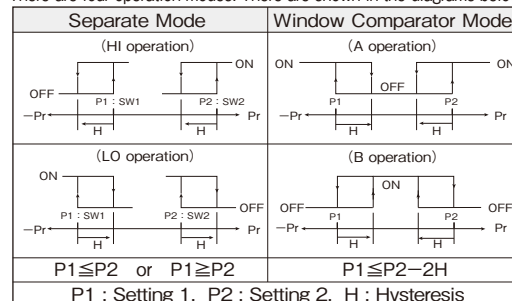 There are four operation modes. There are shown in the diagrams belo
Separate Mode Window Comparator Mode
(HI operation) (A operation)
ON ON ON
OFF OFF
P1 : SW1 P2 : SW2 P1 P2
−Pr Pr −Pr Pr
H H H H
(LO operation) (B operation)
ON ON
OFF OFF OFF
P1 : SW1 P2 : SW2 P1 P2
−Pr Pr −Pr Pr
H H H H
P1≦P2 or P1≧P2 P1≦P2−2H
P1 : Setting 1, P2 : Setting 2, H : Hysteresis